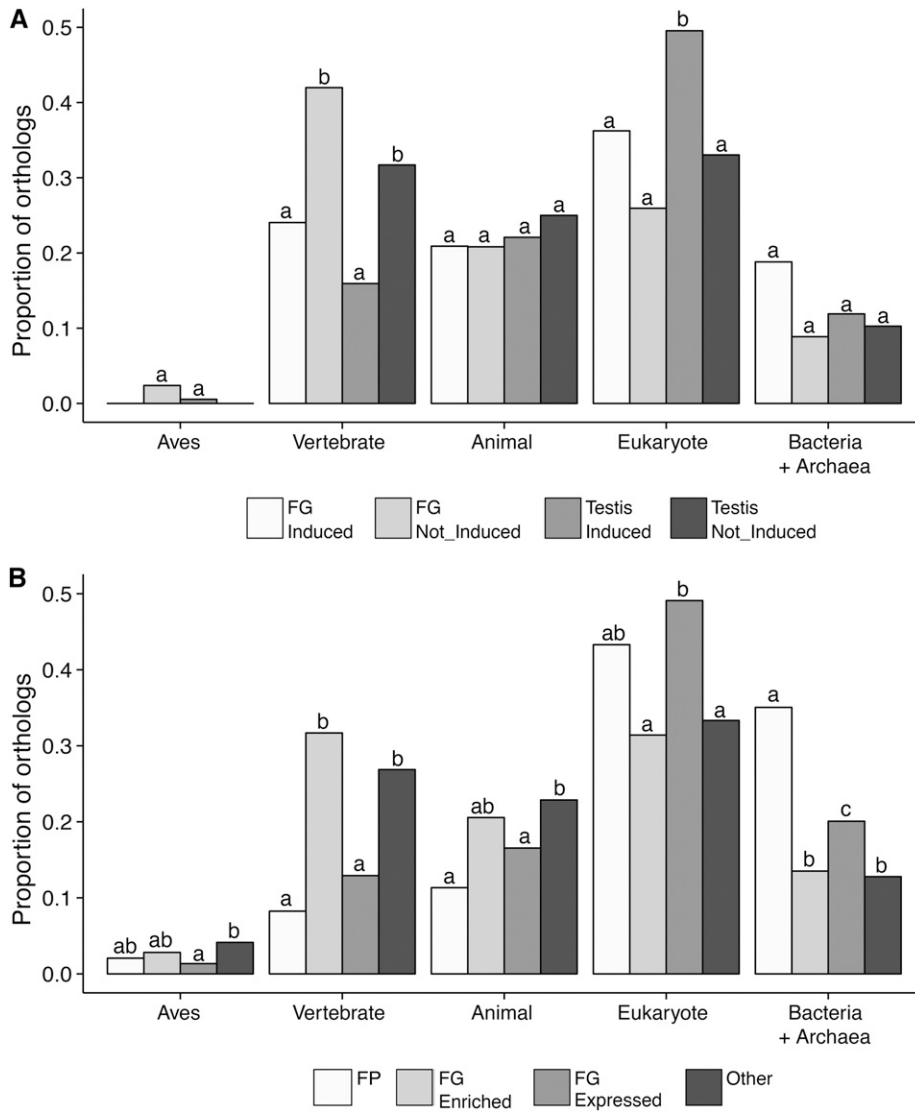 A
Proportion of orthologs
0.5
0.4
0.3
0.2
0.1
0.0
a a
a b a b
a a a a
a a b a
a a a a
Aves Vertebrate Animal Eukaryote Bacteria
+ Archaea
FG FG Testis Testis
Induced Not_Induced Induced Not_Induced
B
Proportion of orthologs
0.5
0.4
0.3
0.2
0.1
0.0
ab ab a b
a b a b
a ab a b
ab a b a
a b c b
Aves Vertebrate Animal Eukaryote Bacteria
+ Archaea
FP FG FG Other
Enriched Expressed